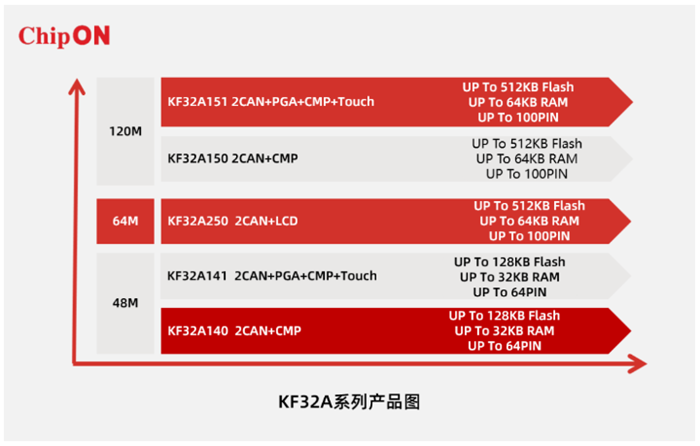 ChipON
120M
KF32A151 2CAN+PGA+CMP+Touch
UP To 512KB Flash
UP To 64KB RAM
UP To 100PIN
KF32A150 2CAN+CMP
UP To 512KB Flash
UP To 64KB RAM
UP To 100PIN
64M
KF32A250 2CAN+LCD
UP To 512KB Flash
UP To 64KB RAM
UP To 100PIN
48M
KF32A141 2CAN+PGA+CMP+Touch
UP To 128KB Flash
UP To 32KB RAM
UP To 64PIN
KF32A140 2CAN+CMP
UP To 128KB Flash
UP To 32KB RAM
UP To 64PIN
KF32A系列产品图